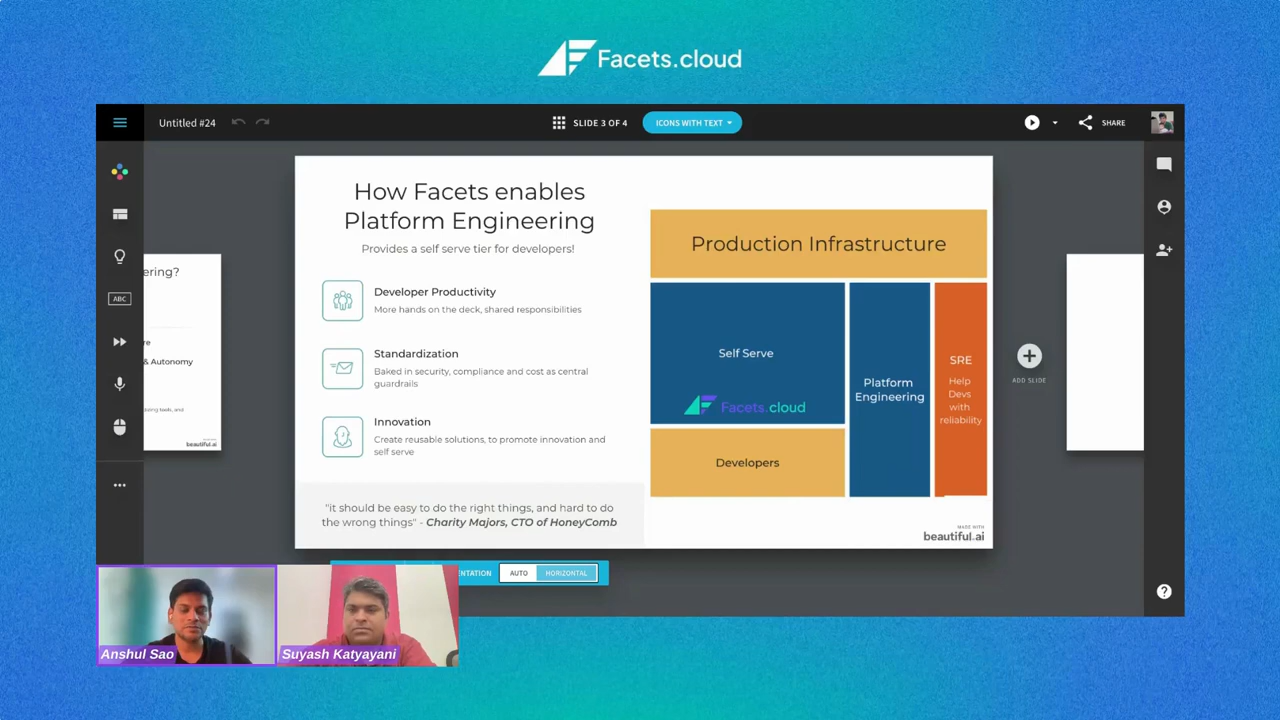 Facets.cloud
Untitled #24
SLIDE 3 OF 4
ICONS WITH TEXT
SHARE
ABC
ering?
re
& Autonomy
beautiful.ai
How Facets enables
Platform Engineering
Provides a self serve tier for developers!
Developer Productivity
More hands on the deck, shared responsibilities
Standardization
Baked in security, compliance and cost as central
guardrails
Innovation
Create reusable solutions, to promote innovation and
self serve
"it should be easy to do the right things, and hard to do
the wrong things" - Charity Majors, CTO of HoneyComb
Production Infrastructure
Self Serve
Facets.cloud
Developers
Platform
Engineering
SRE
Help
Devs
with
reliability
MADE WITH
beautiful.ai
ADD SLIDE
ENTATION
AUTO
HORIZONTAL
Anshul Sao
Suyash Katyayani